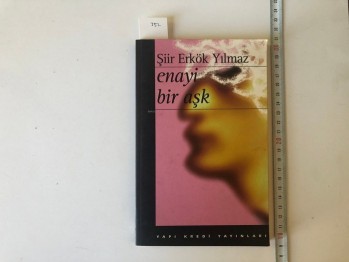 Şiir Erkök Yılmaz
enayi
bir aşk
YAPI KREDİ YAYINLARI